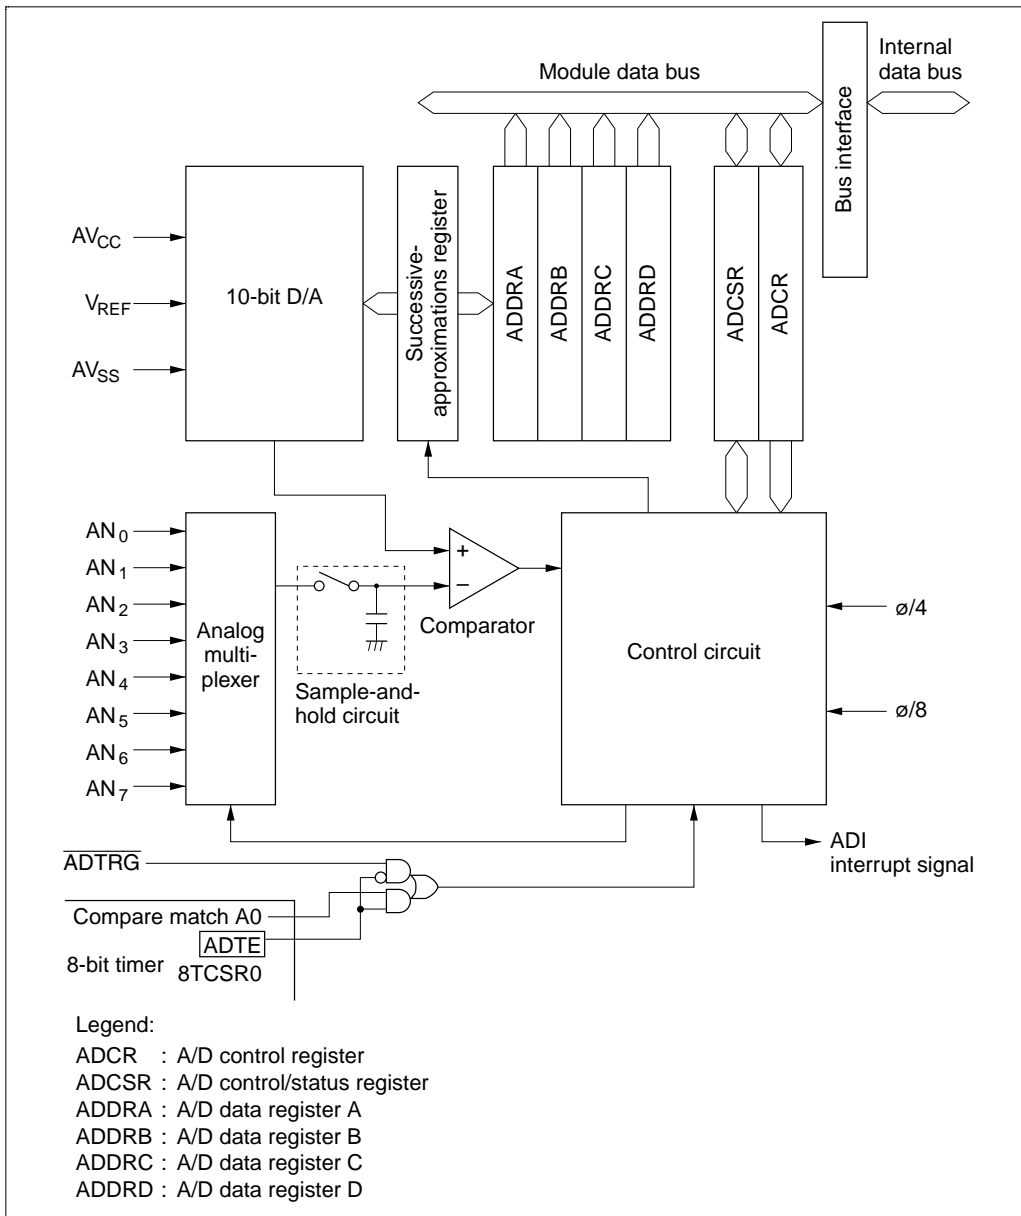 Internal
data bus
Module data bus
Bus interface
AVCC
VREF
AVSS
10-bit D/A
Successive-
approximations register
ADDRA
ADDRB
ADDRC
ADDRD
ADCSR
ADCR
AN0
AN1
AN2
AN3
AN4
AN5
AN6
AN7
Analog
multi-
plexer
Sample-and-
hold circuit
+
−
Comparator
Control circuit
ø/4
ø/8
ADI
interrupt signal
ADTRG
Compare match A0
ADTE
8-bit timer
8TCSR0
Legend:
ADCR : A/D control register
ADCSR : A/D control/status register
ADDRA : A/D data register A
ADDRB : A/D data register B
ADDRC : A/D data register C
ADDRD : A/D data register D